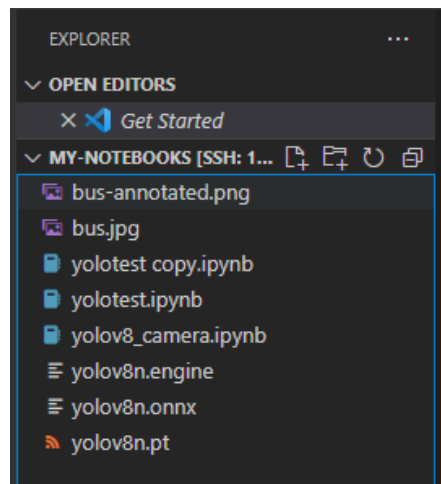 EXPLORER ...
OPEN EDITORS
Get Started
MY-NOTEBOOKS [SSH: 1...
bus-annotated.png
bus.jpg
yolotest copy.ipynb
yolotest.ipynb
yolov8_camera.ipynb
yolov8n.engine
yolov8n.onnx
yolov8n.pt